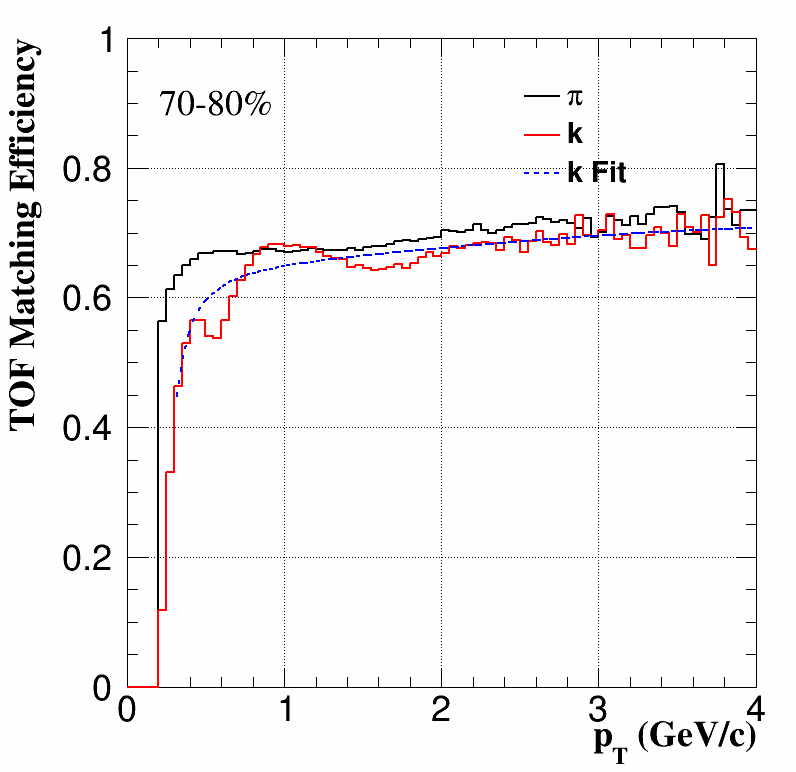 TOF Matching Efficiency
1
0.8
0.6
0.4
0.2
0
70-80%
π
k
k Fit
0 1 2 3 4
p_T (GeV/c)